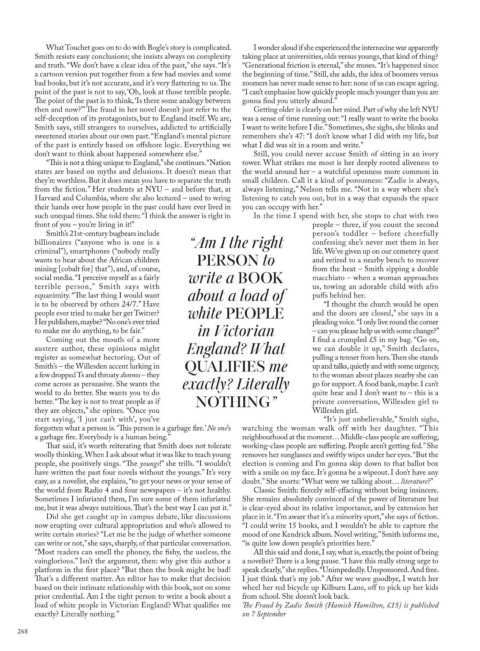 What Touchet goes on to do with Bogle's story is complicated.
Smith resists easy conclusions; she insists always on complexity
and truth. "We don't have a clear idea of the past," she says. "It's
a cartoon version put together from a few bad movies and some
bad books, but it's not accurate, and it's very flattering to us. The
point of the past is not to say, 'Oh, look at those terrible people.
The point of the past is to think, 'Is there some analogy between
then and now?'" The fraud in her novel doesn't just refer to the
self-deception of its protagonists, but to England itself. We are,
Smith says, still strangers to ourselves, addicted to artificially
sweetened stories about our own past. "England's mental picture
of the past is entirely based on offshore logic. Everything we
don't want to think about happened somewhere else."
"This is not a thing unique to England," she continues. "Nation
states are based on myths and delusions. It doesn't mean that
they're worthless. But it does mean you have to separate the truth
from the fiction." Her students at NYU – and before that, at
Harvard and Columbia, where she also lectured – used to wring
their hands over how people in the past could have ever lived in
such unequal times. She told them: "I think the answer is right in
front of you – you're living in it!"
Smith's 21st-century bugbears include
billionaires ("anyone who is one is a
criminal"), smartphones ("nobody really
wants to hear about the African children
mining [cobalt for] that"), and, of course,
social media. "I perceive myself as a fairly
terrible person," Smith says with
equanimity. "The last thing I would want
is to be observed by others 24/7." Have
people ever tried to make her get Twitter?
Her publishers, maybe? "No one's ever tried
to make me do anything, to be fair."
Coming out the mouth of a more
austere author, these opinions might
register as somewhat hectoring. Out of
Smith's – the Willesden accent lurking in
a few dropped Ts and throaty dunnos – they
come across as persuasive. She wants the
world to do better. She wants you to do
better. "The key is not to treat people as if
they are objects," she opines. "Once you
start saying, 'I just can't with', you've
forgotten what a person is. 'This person is a garbage fire.' No one's
a garbage fire. Everybody is a human being."
That said, it's worth reiterating that Smith does not tolerate
woolly thinking. When I ask about what it was like to teach young
people, she positively sings. "The youngs!" she trills. "I wouldn't
have written the past four novels without the youngs." It's very
easy, as a novelist, she explains, "to get your news or your sense of
the world from Radio 4 and four newspapers – it's not healthy.
Sometimes I infuriated them, I'm sure some of them infuriated
me, but it was always nutritious. That's the best way I can put it."
Did she get caught up in campus debate, like discussions
now erupting over cultural appropriation and who's allowed to
write certain stories? "Let me be the judge of whether someone
can write or not," she says, sharply, of that particular conversation.
"Most readers can smell the phoney, the fishy, the useless, the
vainglorious." Isn't the argument, then: why give this author a
platform in the first place? "But then the book might be bad!
That's a different matter. An editor has to make that decision
based on their intimate relationship with this book, not on some
prior credential. Am I the right person to write a book about a
load of white people in Victorian England? What qualifies me
exactly? Literally nothing."
"Am I the right
PERSON to
write a BOOK
about a load of
white PEOPLE
in Victorian
England? What
QUALIFIES me
exactly? Literally
NOTHING"
I wonder aloud if she experienced the internecine war apparently
taking place at universities, olds versus youngs, that kind of thing?
"Generational friction is eternal," she muses. "It's happened since
the beginning of time." Still, she adds, the idea of boomers versus
zoomers has never made sense to her: none of us can escape ageing.
"I can't emphasise how quickly people much younger than you are
gonna find you utterly absurd."
Getting older is clearly on her mind. Part of why she left NYU
was a sense of time running out: "I really want to write the books
I want to write before I die." Sometimes, she sighs, she blinks and
remembers she's 47: "I don't know what I did with my life, but
what I did was sit in a room and write."
Still, you could never accuse Smith of sitting in an ivory
tower. What strikes me most is her deeply rooted aliveness to
the world around her – a watchful openness more common in
small children. Call it a kind of porousness: "Zadie is always,
always listening," Nelson tells me. "Not in a way where she's
listening to catch you out, but in a way that expands the space
you can occupy with her."
In the time I spend with her, she stops to chat with two
people – three, if you count the second
person's toddler – before cheerfully
confessing she's never met them in her
life. We've given up on our cemetery quest
and retired to a nearby bench to recover
from the heat – Smith sipping a double
macchiato – when a woman approaches
us, towing an adorable child with afro
puffs behind her.
"I thought the church would be open
and the doors are closed," she says in a
pleading voice. "I only live round the corner
– can you please help us with some change?"
I find a crumpled £5 in my bag. "Go on,
we can double it up," Smith declares,
pulling a tenner from hers. Then she stands
up and talks, quietly and with some urgency,
to the woman about places nearby she can
go for support. A food bank, maybe. I can't
quite hear and I don't want to – this is a
private conversation, Willesden girl to
Willesden girl.
"It's just unbelievable," Smith sighs,
watching the woman walk off with her daughter. "This
neighbourhood at the moment… Middle-class people are suffering,
working-class people are suffering. People aren't getting fed." She
removes her sunglasses and swiftly wipes under her eyes. "But the
election is coming and I'm gonna skip down to that ballot box
with a smile on my face. It's gonna be a wipeout. I don't have any
doubt." She snorts: "What were we talking about… literature?"
Classic Smith: fiercely self-effacing without being insincere.
She remains absolutely convinced of the power of literature but
is clear-eyed about its relative importance, and by extension her
place in it. "I'm aware that it's a minority sport," she says of fiction.
"I could write 15 books, and I wouldn't be able to capture the
mood of one Kendrick album. Novel writing," Smith informs me,
"is quite low down people's priorities here."
All this said and done, I say, what is, exactly, the point of being
a novelist? There is a long pause. "I have this really strong urge to
speak clearly," she replies. "Unimpededly. Unsponsored. And free.
I just think that's my job." After we wave goodbye, I watch her
wheel her red bicycle up Kilburn Lane, off to pick up her kids
from school. She doesn't look back.
The Fraud by Zadie Smith (Hamish Hamilton, £15) is published
on 7 September
268